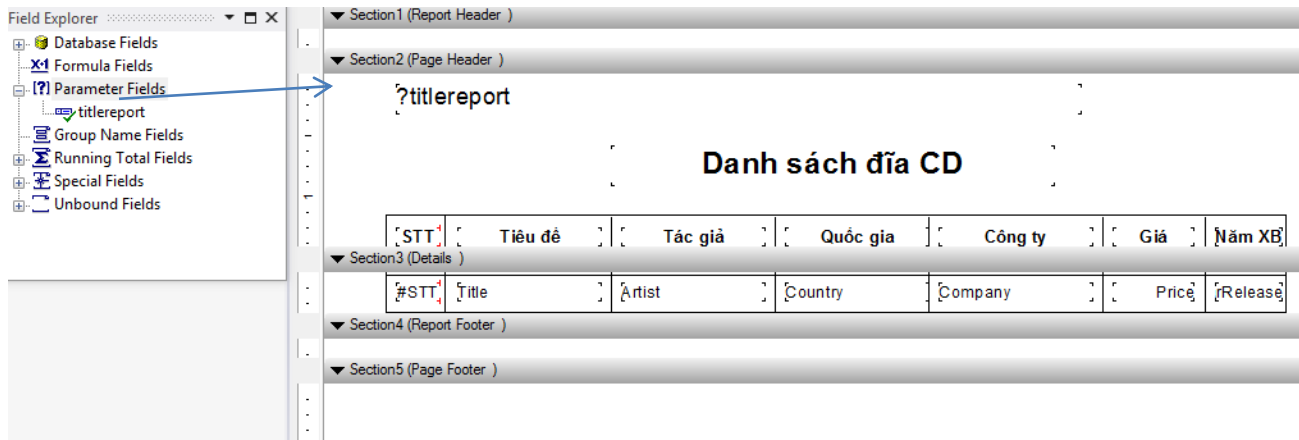 Field Explorer
Database Fields
Formula Fields
Parameter Fields
titlereport
Group Name Fields
Running Total Fields
Special Fields
Unbound Fields
Section1 (Report Header )
Section2 (Page Header )
?titlereport
Danh sách đĩa CD
STT Tiêu đề Tác giả Quốc gia Công ty Giá Năm XB
Section3 (Details )
#STT Title Artist Country Company Price rRelease
Section4 (Report Footer )
Section5 (Page Footer )